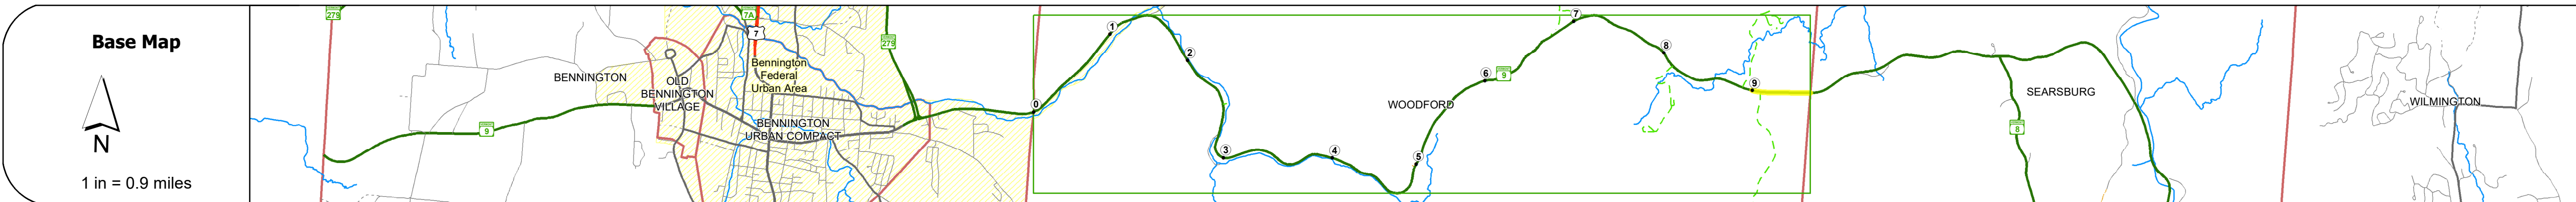 Base Map
N
1 in = 0.9 miles
279
7A
7
279
BENNINGTON
OLD
BENNINGTON
VILLAGE
Bennington
Federal
Urban Area
BENNINGTON
URBAN COMPACT
9
0
1
2
3
4
5
6
9
7
8
9
WOODFORD
SEARSBURG
8
WILMINGTON